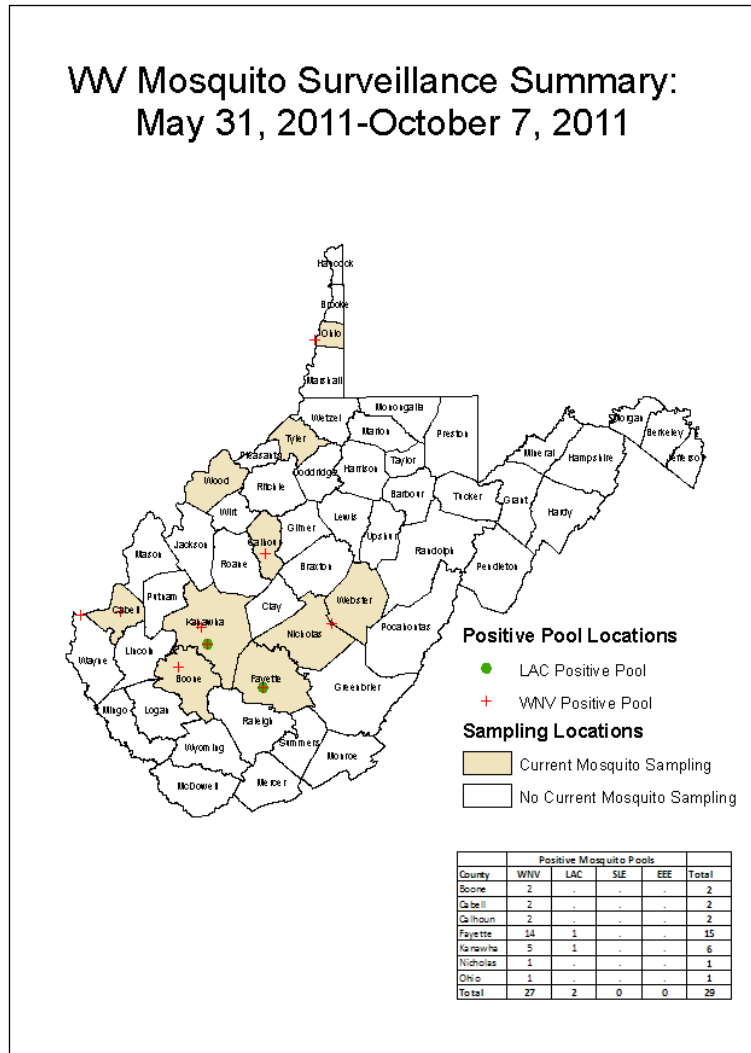 WV Mosquito Surveillance Summary:
May 31, 2011-October 7, 2011
Hancock
Brooke
Ohio
Marshall
Wetzel
Monongalia
Marion
Preston
Tyler
Pleasants
Doddridge
Harrison
Taylor
Wood
Ritchie
Barbour
Tucker
Mineral
Hampshire
Morgan
Berkeley
Jefferson
Grant
Hardy
Wirt
Calhoun
Gilmer
Lewis
Upshur
Randolph
Pendleton
Mason
Jackson
Roane
Braxton
Webster
Pocahontas
Putnam
Cabell
Kanawha
Clay
Nicholas
Wayne
Lincoln
Boone
Fayette
Greenbrier
Mingo
Logan
Raleigh
Wyoming
Summers
Monroe
McDowell
Mercer
Positive Pool Locations
LAC Positive Pool
WNV Positive Pool
Sampling Locations
Current Mosquito Sampling
No Current Mosquito Sampling
Positive Mosquito Pools
County WNV LAC SLE EEE Total
Boone 2 . . . 2
Cabell 2 . . . 2
Calhoun 2 . . . 2
Fayette 14 1 . . 15
Kanawha 5 1 . . 6
Nicholas 1 . . . 1
Ohio 1 . . . 1
Total 27 2 0 0 29